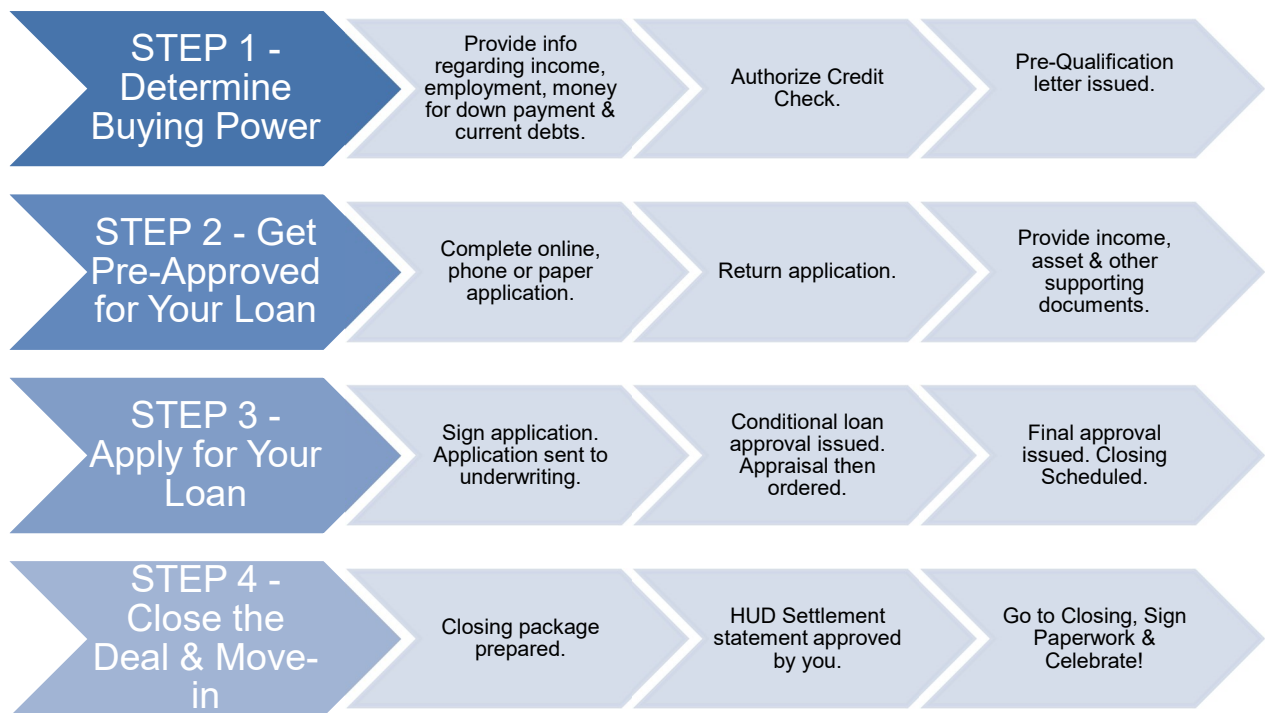 STEP 1 -
Determine
Buying Power
Provide info
regarding income,
employment, money
for down payment &
current debts.
Authorize Credit
Check.
Pre-Qualification
letter issued.
STEP 2 - Get
Pre-Approved
for Your Loan
Complete online,
phone or paper
application.
Return application.
Provide income,
asset & other
supporting
documents.
STEP 3 -
Apply for Your
Loan
Sign application.
Application sent to
underwriting.
Conditional loan
approval issued.
Appraisal then
ordered.
Final approval
issued. Closing
Scheduled.
STEP 4 -
Close the
Deal & Move-
in
Closing package
prepared.
HUD Settlement
statement approved
by you.
Go to Closing, Sign
Paperwork &
Celebrate!